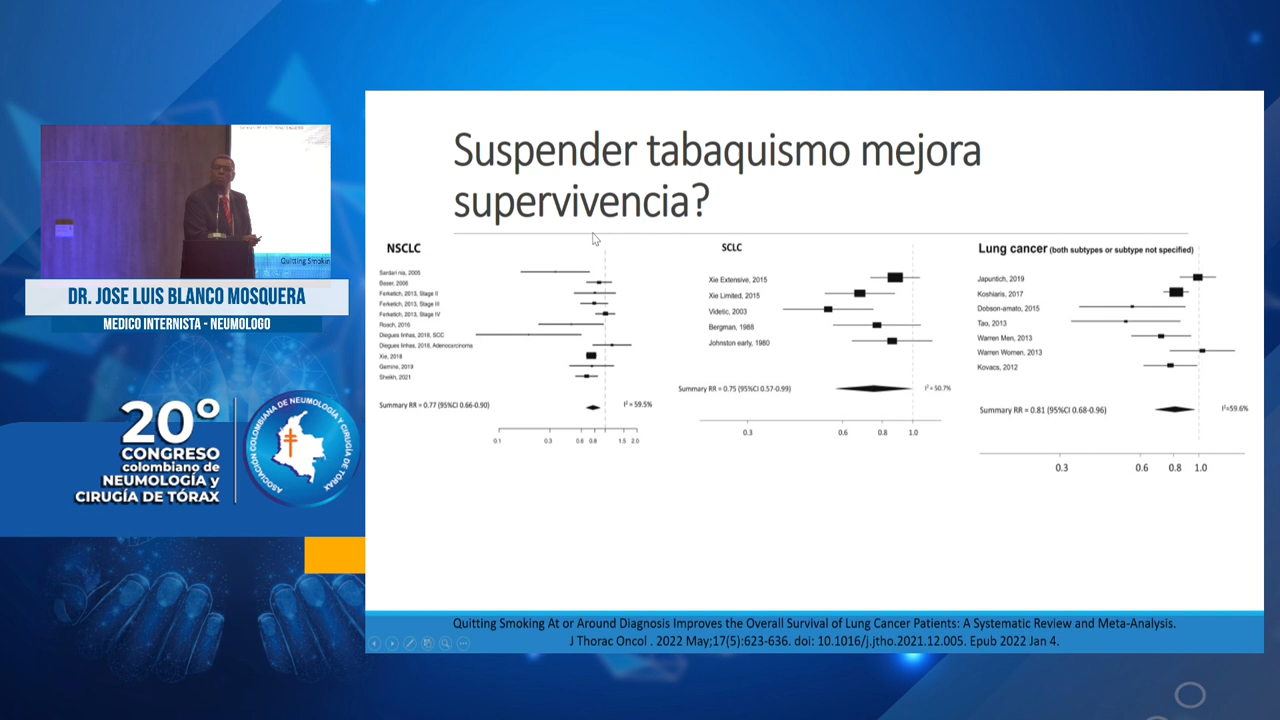 DR. JOSE LUIS BLANCO MOSQUERA
MEDICO INTERNISTA - NEUMOLOGO
20º
CONGRESO
colombiano de
NEUMOLOGÍA y
CIRUGÍA DE TÓRAX
ASOCIACIÓN COLOMBIANA DE NEUMOLOGÍA Y CIRUGÍA DE TÓRAX
Quitting Smokin
Suspender tabaquismo mejora
supervivencia?
NSCLC
Sardari nia, 2005
Baser, 2006
Ferketich, 2013, Stage II
Ferketich, 2013, Stage III
Ferketich, 2013, Stage IV
Roach, 2016
Diegues linhas, 2018, SCC
Diegues linhas, 2018, Adenocarcinoma
Xie, 2018
Gemine, 2019
Sheikh, 2021
Summary RR = 0.77 (95%CI 0.66-0.90)
I² = 59.5%
0.1 0.3 0.6 0.8 1.5 2.0
SCLC
Xie Extensive, 2015
Xie Limited, 2015
Videtic, 2003
Bergman, 1988
Johnston early, 1980
Summary RR = 0.75 (95%CI 0.57-0.99)
I² = 50.7%
0.3 0.6 0.8 1.0
Lung cancer (both subtypes or subtype not specified)
Japuntich, 2019
Koshiaris, 2017
Dobson-amato, 2015
Tao, 2013
Warren Men, 2013
Warren Women, 2013
Kovacs, 2012
Summary RR = 0.81 (95%CI 0.68-0.96)
I²=59.6%
0.3 0.6 0.8 1.0
Quitting Smoking At or Around Diagnosis Improves the Overall Survival of Lung Cancer Patients: A Systematic Review and Meta-Analysis.
J Thorac Oncol . 2022 May;17(5):623-636. doi: 10.1016/j.jtho.2021.12.005. Epub 2022 Jan 4.